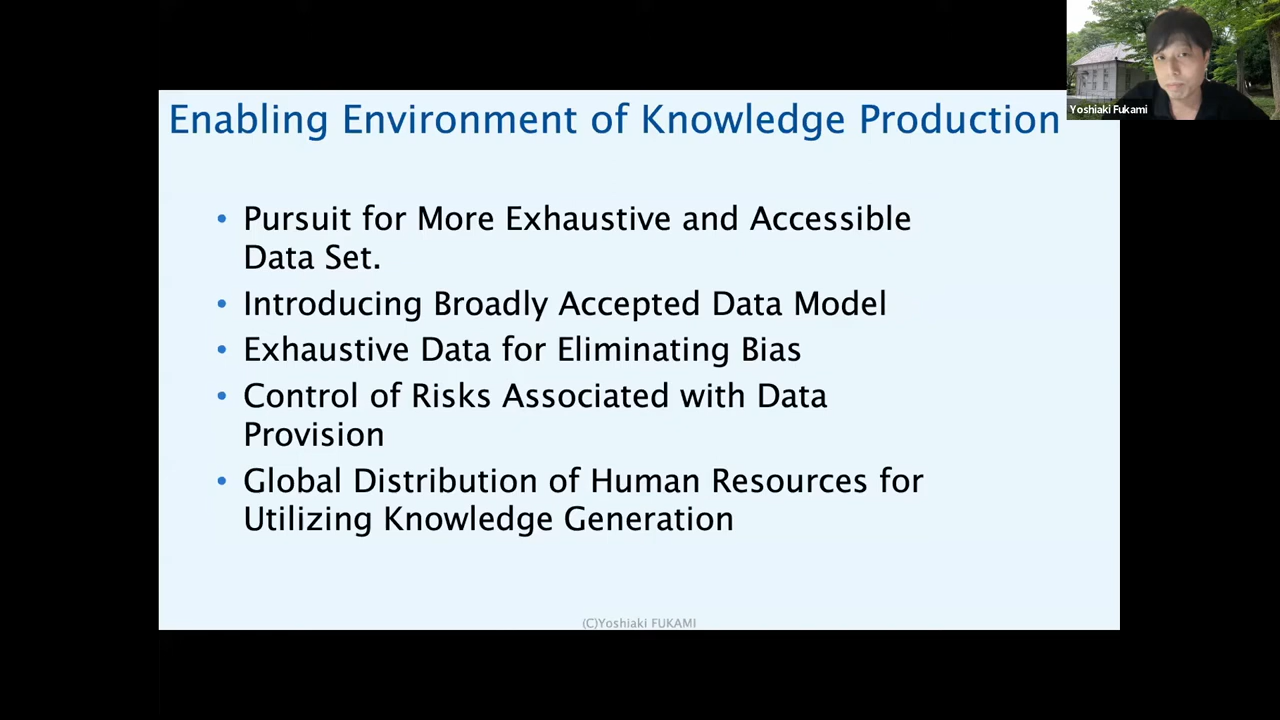 Enabling Environment of Knowledge Production
Yoshiaki Fukami
• Pursuit for More Exhaustive and Accessible
Data Set.
• Introducing Broadly Accepted Data Model
• Exhaustive Data for Eliminating Bias
• Control of Risks Associated with Data
Provision
• Global Distribution of Human Resources for
Utilizing Knowledge Generation
(C)Yoshiaki FUKAMI